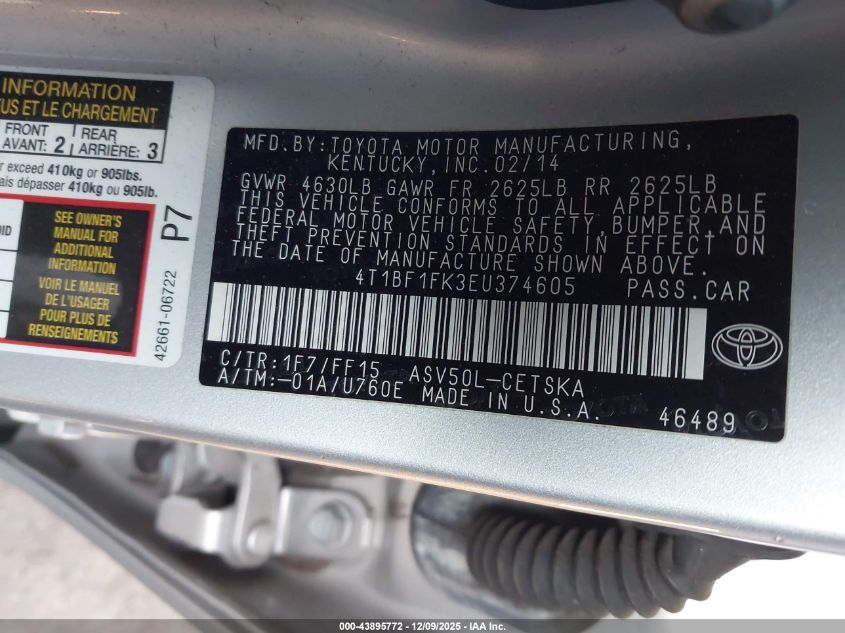 INFORMATION
TUS ET LE CHARGEMENT
FRONT
AVANT: 2
REAR
ARRIÈRE: 3
r exceed 410kg or 905lbs.
ais dépasser 410kg ou 905lb.
SEE OWNER'S
MANUAL FOR
ADDITIONAL
INFORMATION
VOIR LE MANUEL
DE L'USAGER
POUR PLUS DE
RENSEIGNEMENTS
P7
42661-06722
MFD.BY: TOYOTA MOTOR MANUFACTURING,
KENTUCKY, INC. 02/14
GVWR 4630LB GAWR FR 2625LB RR 2625LB
THIS VEHICLE CONFORMS TO ALL APPLICABLE
FEDERAL MOTOR VEHICLE SAFETY, BUMPER, AND
THEFT PREVENTION STANDARDS IN EFFECT ON
THE DATE OF MANUFACTURE SHOWN ABOVE.
4T1BF1FK3EU374605 PASS.CAR
C/TR:1F7/FF15 ASV50L-CETSKA
A/TM:-01A/U760E MADE IN U.S.A.
46489
000-43895772 - 12/09/2025 - IAA Inc.